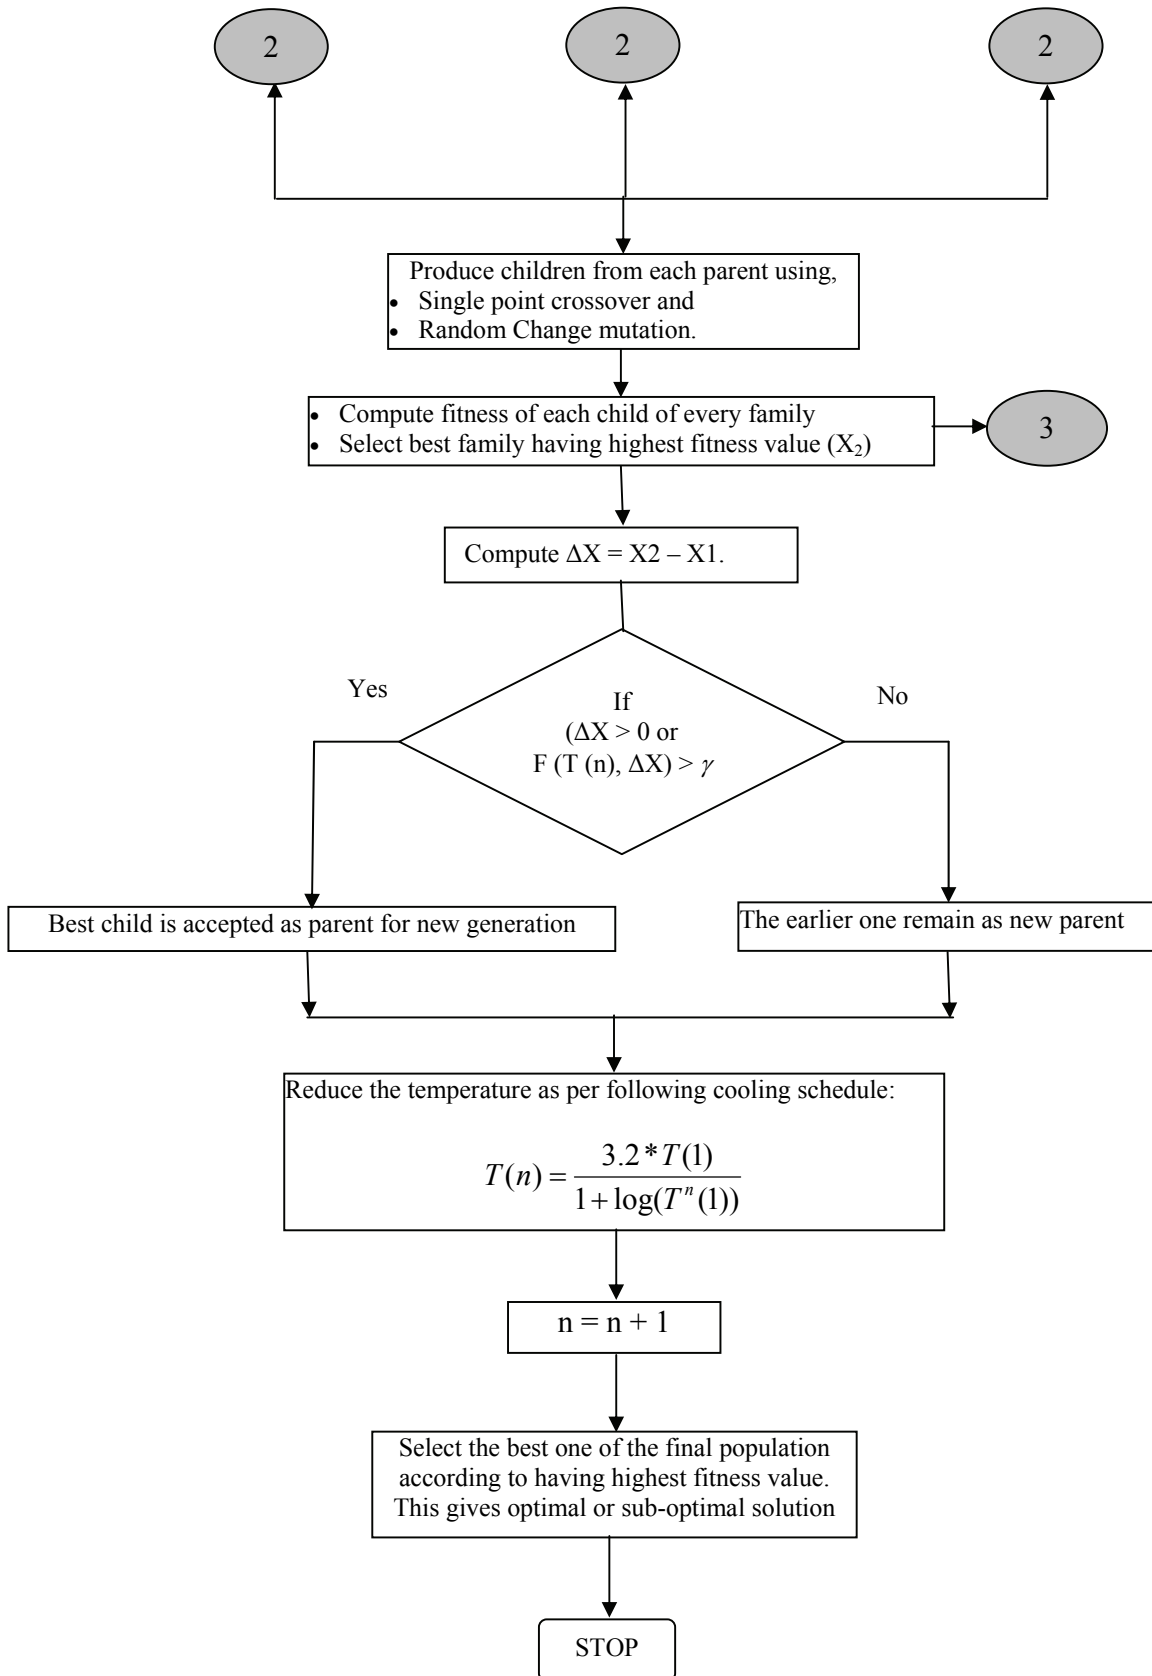 2
2
2
Produce children from each parent using,
• Single point crossover and
• Random Change mutation.
• Compute fitness of each child of every family
• Select best family having highest fitness value (X₂)
3
Compute ΔX = X2 – X1.
Yes
No
If
(ΔX > 0 or
F (T (n), ΔX) > γ
Best child is accepted as parent for new generation
The earlier one remain as new parent
Reduce the temperature as per following cooling schedule:
T(n) = 3.2 * T(1) / 1 + log(Tⁿ(1))
n = n + 1
Select the best one of the final population
according to having highest fitness value.
This gives optimal or sub-optimal solution
STOP